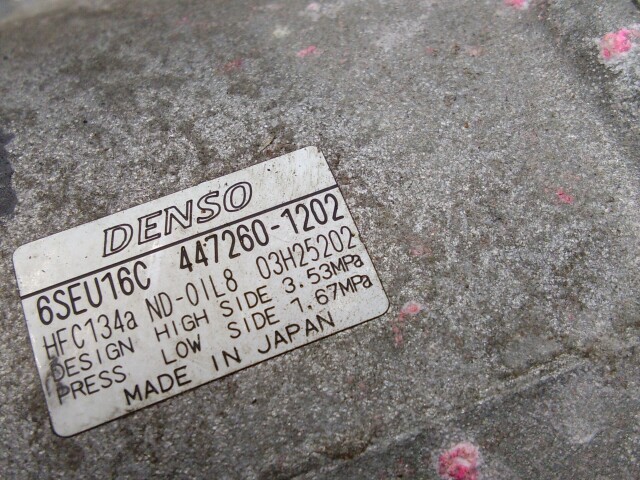 DENSO
6SEU16C 447260-1202
HFC134a ND-OIL8 03H25202
DESIGN HIGH SIDE 3.53MPa
PRESS LOW SIDE 1.67MPa
MADE IN JAPAN